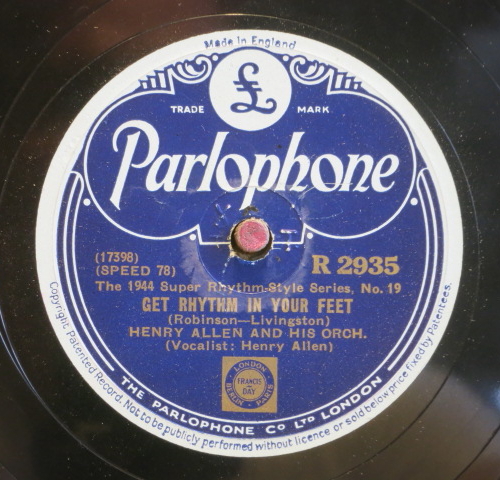 Made in England
£
TRADE MARK
Parlophone
(17398)
(SPEED 78)
R 2935
The 1944 Super Rhythm-Style Series, No. 19
GET RHYTHM IN YOUR FEET
(Robinson—Livingston)
HENRY ALLEN AND HIS ORCH.
(Vocalist: Henry Allen)
LONDON
FRANCIS
DAY
BERLIN PARIS
THE PARLOPHONE CO LTD LONDON
Copyright. Patented Record. Not to be publicly performed without licence or sold below price fixed by patentees.